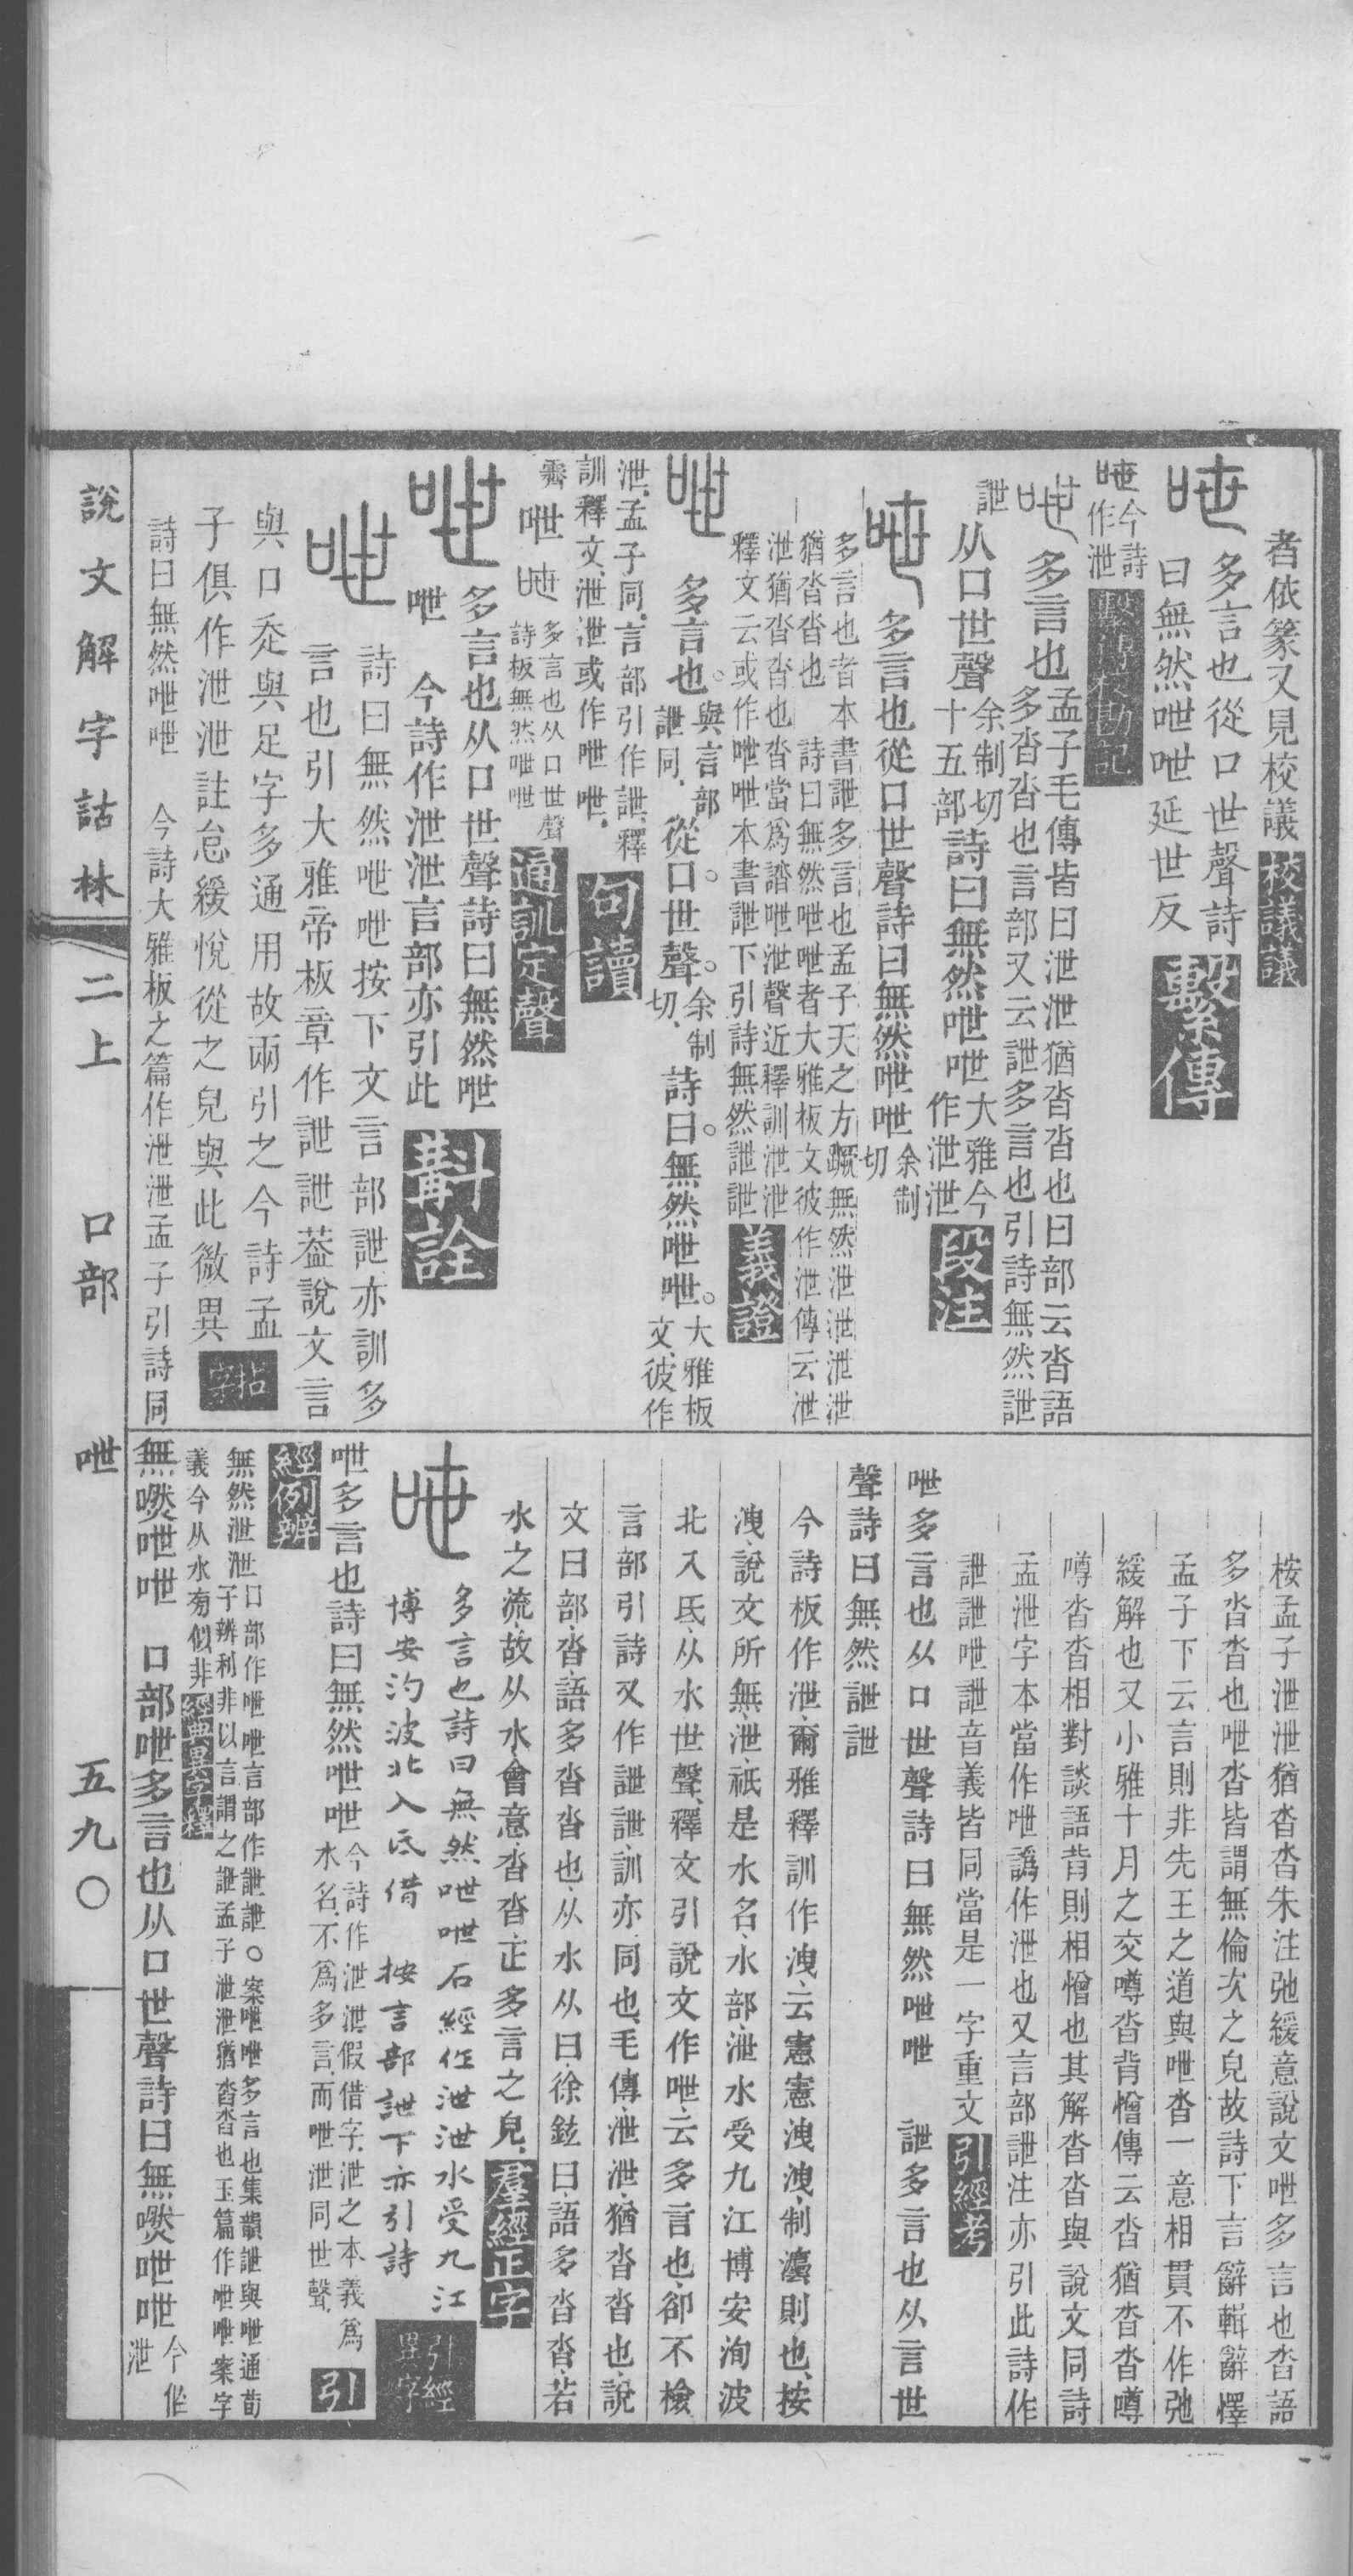 者依篆又見校議 校議議
多言也從口世聲詩
曰無然呭呭延世反 繫傳
今詩
作泄 繫傳校勘記
多言也孟子毛傳皆曰泄泄猶沓沓也曰部云沓語
多沓沓也言部又云詍多言也引詩無然詍
詍 从口世聲余制切十五部詩曰無然呭呭大雅今作泄泄 段注
多言也從口世聲詩曰無然呭呭余制切
多言也者本書詍多言也孟子天之方蹶無然泄泄泄泄
猶沓沓也 詩曰無然呭呭者大雅板文彼作泄傳云泄
泄猶沓沓也沓當爲譖呭泄聲近釋訓泄泄
釋文云或作呭呭本書詍下引詩無然詍詍 義證
多言也。與言部詍同．從口。世聲。余制切．詩曰。無然呭呭。大雅板文、彼作
泄、孟子同．言部引作詍、釋
訓釋文、泄泄或作呭呭． 句讀
霽 呭 多言也从口世聲
詩板無然呭呭 通訓定聲
多言也从口世聲詩曰無然呭
呭 今詩作泄泄言部亦引此 斠詮
詩曰無然呭呭按下文言部詍亦訓多
言也引大雅帝板章作詍詍葢說文言
與口、辵與足字多通用故兩引之今詩孟
子俱作泄泄註怠緩悅從之皃與此微異 拈字
詩曰無然呭呭 今詩大雅板之篇作泄泄孟子引詩同
桉孟子泄泄猶沓沓朱注弛緩意說文呭多言也沓語
多沓沓也呭沓皆謂無倫次之皃故詩下言辭輯辭懌
孟子下云言則非先王之道與呭沓一意相貫不作弛
緩解也又小雅十月之交噂沓背憎傳云沓猶沓沓噂
噂沓沓相對談語背則相憎也其解沓沓與說文同詩
孟泄字本當作呭譌作泄也又言部詍注亦引此詩作
詍詍呭詍音義皆同當是一字重文 引經考
呭多言也从口世聲詩曰無然呭呭 詍多言也从言世
聲詩曰無然詍詍
今詩板作泄、爾雅釋訓作洩、云憲憲洩洩、制灋則也、按
洩、說文所無、泄、祇是水名、水部、泄水受九江博安洵波
北入氐、从水世聲、釋文引說文作呭、云多言也、卻不檢
言部引詩又作詍詍、訓亦同也、毛傳、泄泄、猶沓沓也、說
文曰部、沓、語多沓沓也、从水从曰、徐鉉曰、語多沓沓、若
水之流、故从水會意、沓沓、正多言之皃、 羣經正字
多言也詩曰無然呭呭石經作泄泄水受九江
博安汋波北入氐借 按言部詍下亦引詩 引經異字
呭多言也詩曰無然呭呭今詩作泄泄、假借字、泄之本義爲
水名、不爲多言、而呭泄同世聲、 引
經例辨
無然泄泄口部作呭呭言部作詍詍〇案呭呭多言也集韻詍與呭通荀
子辨利非以言謂之詍孟子泄泄猶沓沓也玉篇作呭呭案字
義今从水旁似非 經典異字釋
無嘫呭呭 口部呭多言也从口世聲詩曰無嘫呭呭今作
泄
說文解字詁林 二上 口部 呭 五九〇